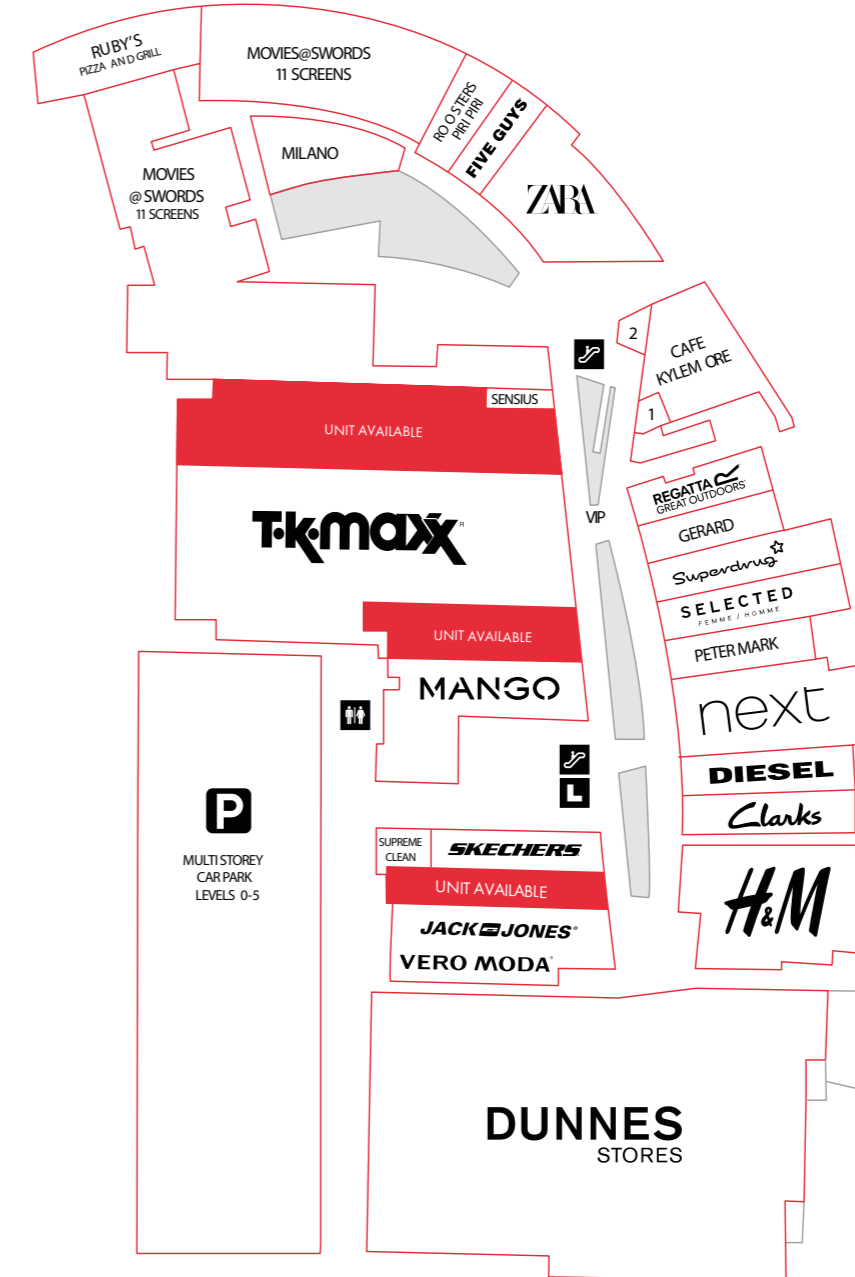 RUBY'S
PIZZA AND GRILL
MOVIES@SWORDS
11 SCREENS
ROOSTERS
PIRI PIRI
FIVE GUYS
ZARA
MILANO
MOVIES
@ SWORDS
11 SCREENS
2
CAFE
KYLEMORE
1
SENSIUS
UNIT AVAILABLE
T·K·maxx®
VIP
REGATTA
GREAT OUTDOORS
GERARD
Superdrug
SELECTED
FEMME / HOMME
PETER MARK
UNIT AVAILABLE
MANGO
next
DIESEL
Clarks
L
P
MULTI STOREY
CAR PARK
LEVELS 0-5
SUPREME
CLEAN
SKECHERS
UNIT AVAILABLE
JACK JONES®
VERO MODA
H&M
DUNNES
STORES